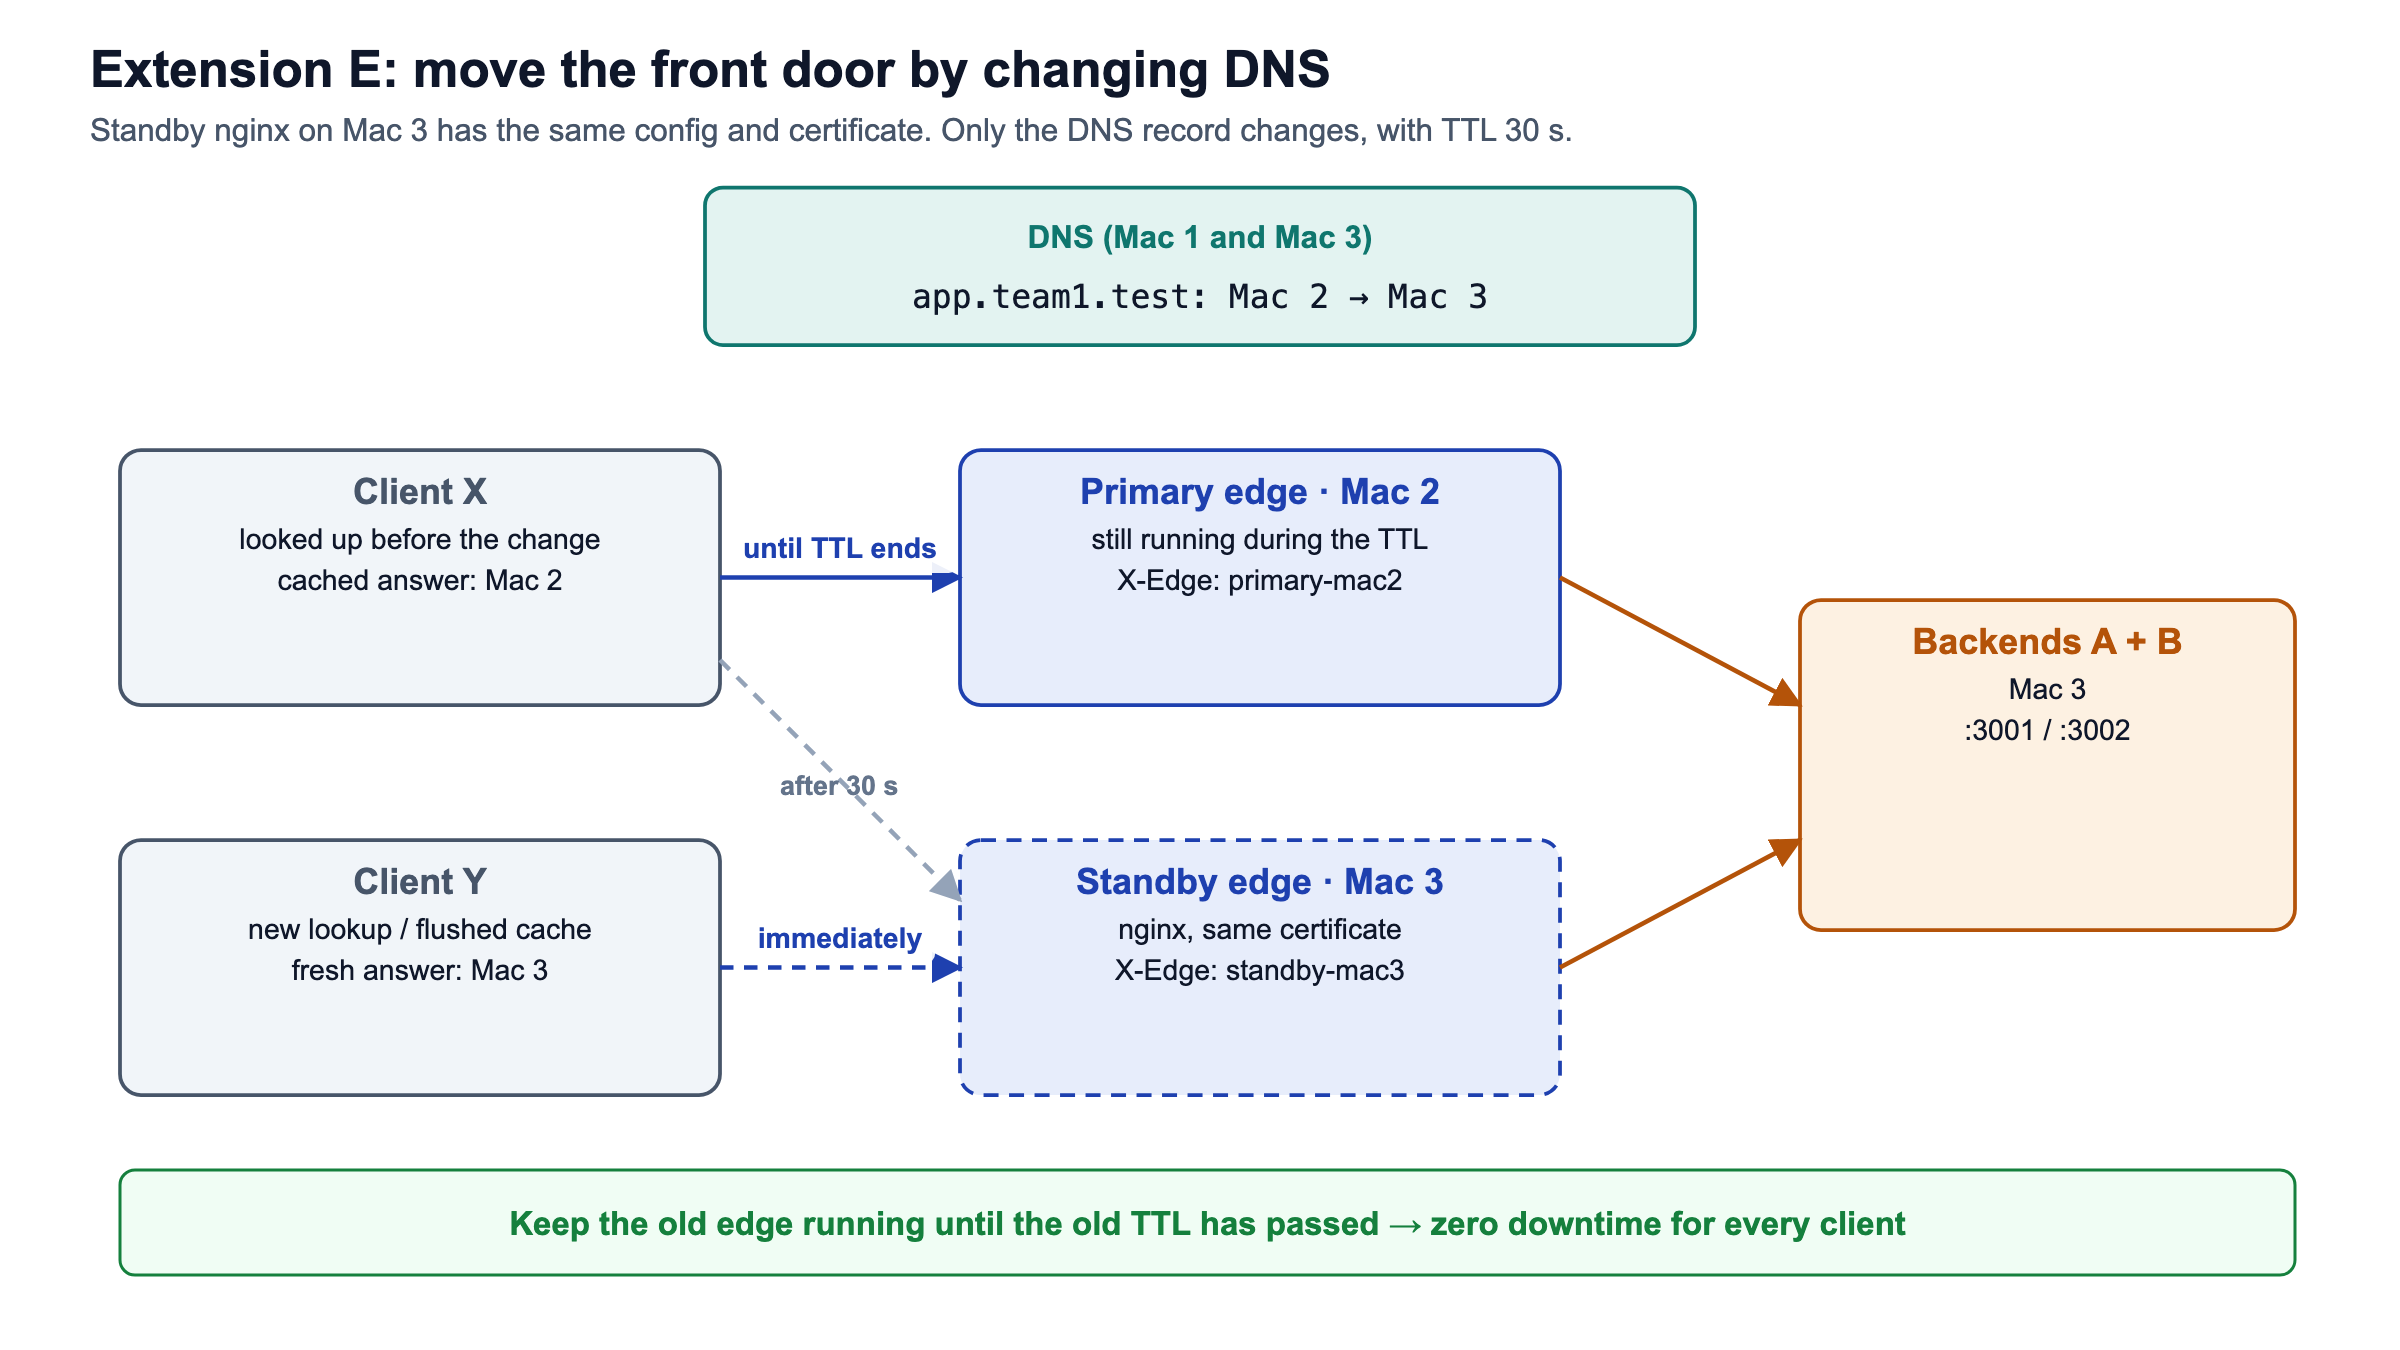 Extension E: move the front door by changing DNS
Standby nginx on Mac 3 has the same config and certificate. Only the DNS record changes, with TTL 30 s.
DNS (Mac 1 and Mac 3)
app.team1.test: Mac 2 → Mac 3
Client X
looked up before the change
cached answer: Mac 2
until TTL ends
Primary edge · Mac 2
still running during the TTL
X-Edge: primary-mac2
Backends A + B
Mac 3
:3001 / :3002
after 30 s
Client Y
new lookup / flushed cache
fresh answer: Mac 3
immediately
Standby edge · Mac 3
nginx, same certificate
X-Edge: standby-mac3
Keep the old edge running until the old TTL has passed → zero downtime for every client